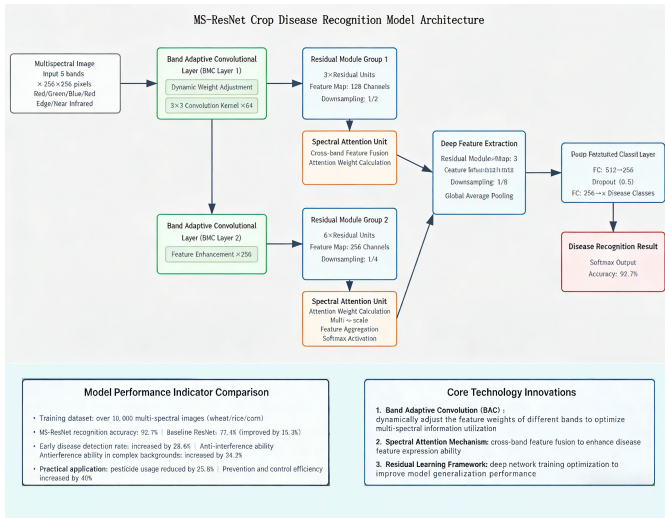 MS-ResNet Crop Disease Recognition Model Architecture
Multispectral Image
Input 5 bands
× 256×256 pixels
Red/Green/Blue/Red
Edge/Near Infrared
Band Adaptive Convolutional
Layer (BMC Layer 1)
Dynamic Weight Adjustment
3×3 Convolution Kernel ×64
Residual Module Group 1
3×Residual Units
Feature Map: 128 Channels
Downsampling: 1/2
Spectral Attention Unit
Cross-band Feature Fusion
Attention Weight Calculation
Band Adaptive Convolutional
Layer (BMC Layer 2)
Feature Enhancement ×256
Residual Module Group 2
6×Residual Units
Feature Map: 256 Channels
Downsampling: 1/4
Spectral Attention Unit
Attention Weight Calculation
Multi scale
Feature Aggregation
Softmax Activation
Deep Feature Extraction
Residual Module 3
Downsampling: 1/8
Global Average Pooling
Layer
FC: 512→256
Dropout (0.5)
FC: 256→ Disease Classes
Disease Recognition Result
Softmax Output
Accuracy: 92.7%
Model Performance Indicator Comparison
• Training dataset: over 10,000 multi-spectral images (wheat/rice/corn)
• MS-ResNet recognition accuracy: 92.7% | Baseline ResNet: 77.4% (improved by 15.3%)
• Early disease detection rate: increased by 28.6% | Anti-interference ability
Antierference ability in complex backgrounds: increased by 34.2%
• Practical application: pesticide usage reduced by 25.8% | Prevention and control efficiency
increased by 40%
Core Technology Innovations
1. Band Adaptive Convolution (BAC) :
dynamically adjust the feature weights of different bands to optimize
multi-spectral information utilization
2. Spectral Attention Mechanism: cross-band feature fusion to enhance disease
feature expression ability
3. Residual Learning Framework: deep network training optimization to
improve model generalization performance